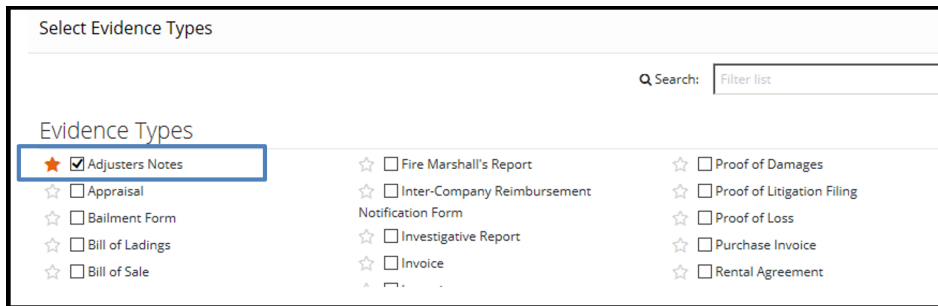 Select Evidence Types
Search:
Filter list
Evidence Types
Adjusters Notes
Appraisal
Bailment Form
Bill of Ladings
Bill of Sale
Fire Marshall's Report
Inter-Company Reimbursement
Notification Form
Investigative Report
Invoice
Proof of Damages
Proof of Litigation Filing
Proof of Loss
Purchase Invoice
Rental Agreement